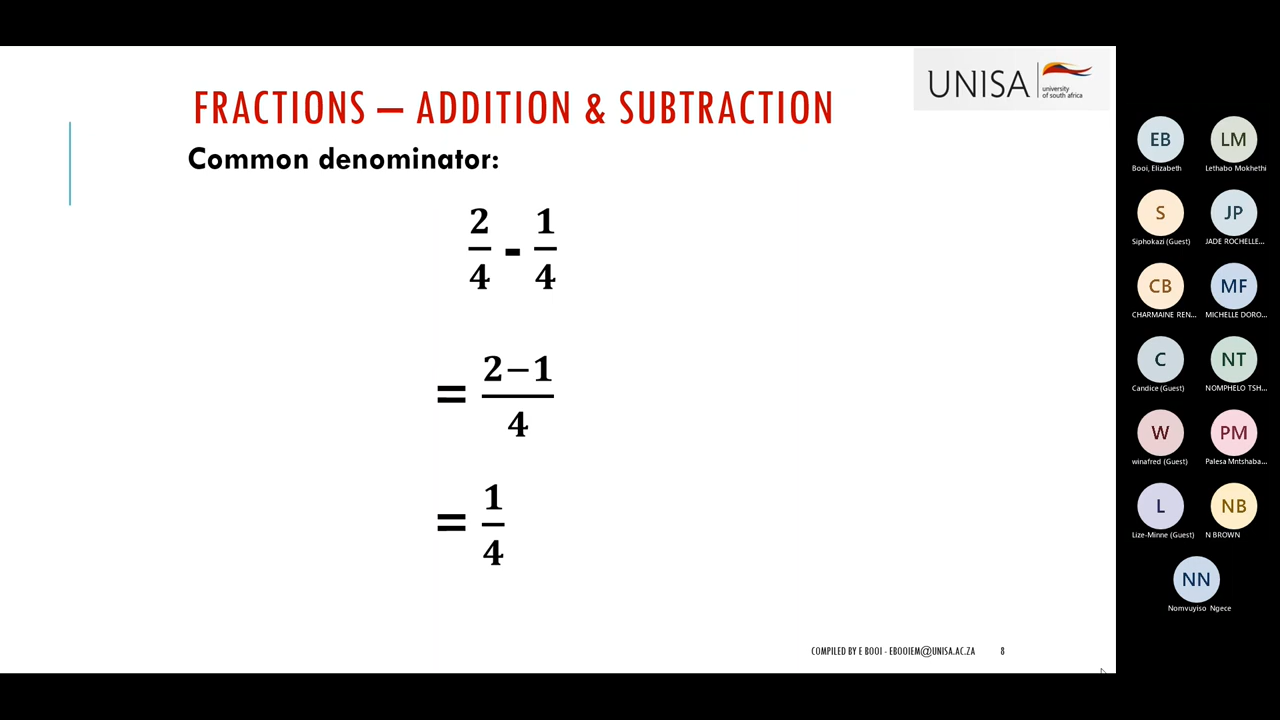 FRACTIONS – ADDITION & SUBTRACTION
UNISA
university
of south africa
Common denominator:
2/4 - 1/4
= 2−1/4
= 1/4
COMPILED BY E BOOI - EBOOIEM@UNISA.AC.ZA 8
EB LM
Booi, Elizabeth Lethabo Mokhethi
S JP
Siphokazi (Guest) JADE ROCHELLE...
CB MF
CHARMAINE REN... MICHELLE DORO...
C NT
Candice (Guest) NOMPHELO TSH...
W PM
winafred (Guest) Palesa Mntshaba...
L NB
Lize-Minne (Guest) N BROWN
NN
Nomvuyiso Ngece